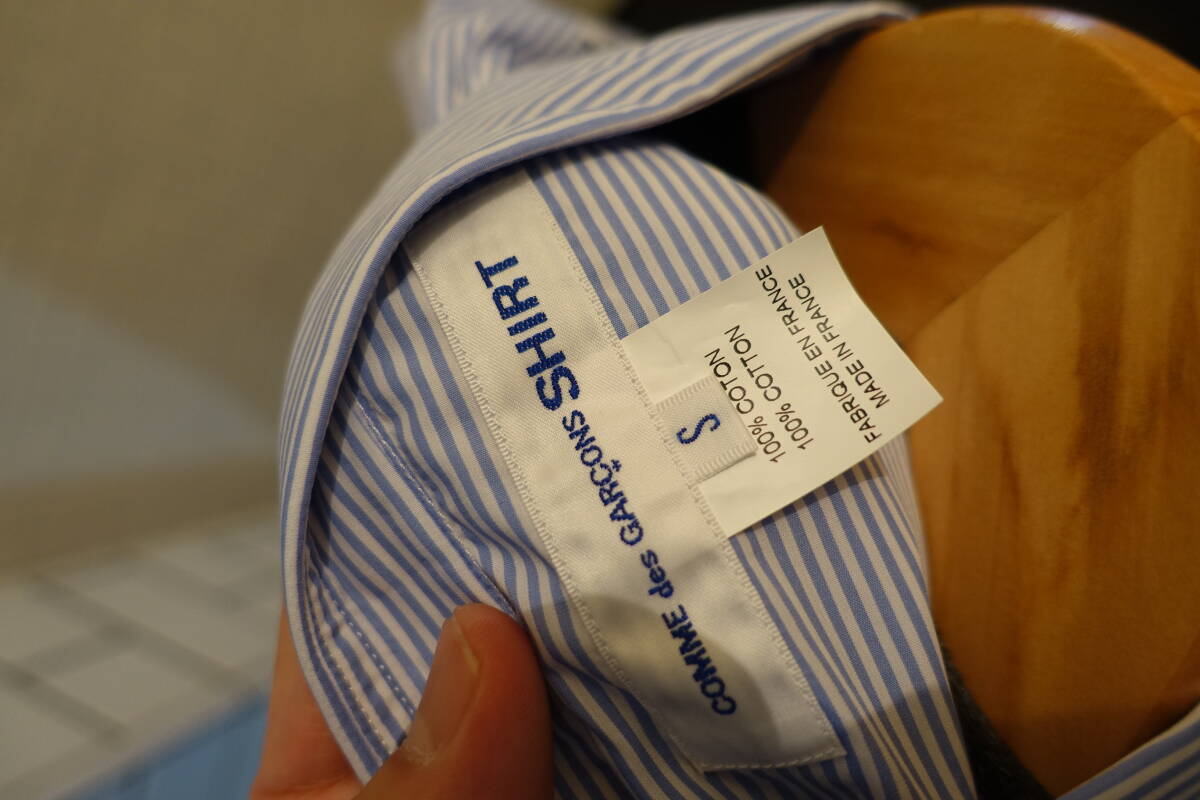 COMME des GARÇONS SHIRT
S
100% COTON
100% COTTON
FABRIQUE EN FRANCE
MADE IN FRANCE